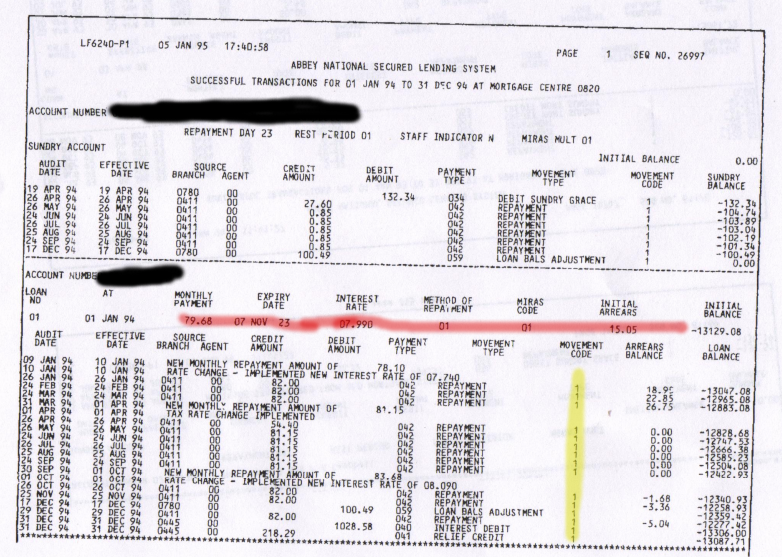 LF6240-P1 05 JAN 95 17:40:58 PAGE 1 SEQ NO. 26997
ABBEY NATIONAL SECURED LENDING SYSTEM
SUCCESSFUL TRANSACTIONS FOR 01 JAN 94 TO 31 DEC 94 AT MORTGAGE CENTRE 0820
ACCOUNT NUMBER
REPAYMENT DAY 23 REST PERIOD 01 STAFF INDICATOR N MIRAS MULT 01
SUNDRY ACCOUNT INITIAL BALANCE 0.00
AUDIT EFFECTIVE SOURCE CREDIT DEBIT PAYMENT MOVEMENT MOVEMENT SUNDRY
DATE DATE BRANCH AGENT AMOUNT AMOUNT TYPE TYPE CODE BALANCE
19 APR 94 19 APR 94 0780 00 132.34 034 DEBIT SUNDRY GRACE 1 -132.34
26 APR 94 26 APR 94 0411 00 27.60 042 REPAYMENT 1 -104.74
26 MAY 94 26 MAY 94 0411 00 0.85 042 REPAYMENT 1 -103.89
24 JUN 94 24 JUN 94 0411 00 0.85 042 REPAYMENT 1 -103.04
26 JUL 94 26 JUL 94 0411 00 0.85 042 REPAYMENT 1 -102.19
25 AUG 94 25 AUG 94 0411 00 0.85 042 REPAYMENT 1 -101.34
24 SEP 94 24 SEP 94 0411 00 0.85 042 REPAYMENT 1 -100.49
17 DEC 94 17 DEC 94 0780 00 100.49 059 LOAN BALS ADJUSTMENT 1 0.00
ACCOUNT NUMBE
LOAN AT MONTHLY EXPIRY INTEREST METHOD OF MIRAS INITIAL INITIAL
NO PAYMENT DATE RATE REPAYMENT CODE ARREARS BALANCE
01 01 JAN 94 79.68 07 NOV 23 07.990 01 01 15.05 -13129.08
AUDIT EFFECTIVE SOURCE CREDIT DEBIT PAYMENT MOVEMENT MOVEMENT ARREARS LOAN
DATE DATE BRANCH AGENT AMOUNT AMOUNT TYPE TYPE CODE BALANCE BALANCE
09 JAN 94 10 JAN 94 NEW MONTHLY REPAYMENT AMOUNT OF 78.10
10 JAN 94 10 JAN 94 RATE CHANGE - IMPLEMENTED NEW INTEREST RATE OF 07.740
26 JAN 94 26 JAN 94 0411 00 82.00 042 REPAYMENT 1 18.95 -13047.08
24 FEB 94 24 FEB 94 0411 00 82.00 042 REPAYMENT 1 22.85 -12965.08
24 MAR 94 24 MAR 94 0411 00 82.00 042 REPAYMENT 1 26.75 -12883.08
31 MAR 94 01 APR 94 NEW MONTHLY REPAYMENT AMOUNT OF 81.15
01 APR 94 01 APR 94 TAX RATE CHANGE IMPLEMENTED
26 APR 94 26 APR 94 0411 00 54.40 042 REPAYMENT 1 0.00 -12828.68
26 MAY 94 26 MAY 94 0411 00 81.15 042 REPAYMENT 1 0.00 -12747.53
24 JUN 94 24 JUN 94 0411 00 81.15 042 REPAYMENT 1 0.00 -12666.38
26 JUL 94 26 JUL 94 0411 00 81.15 042 REPAYMENT 1 0.00 -12585.23
25 AUG 94 25 AUG 94 0411 00 81.15 042 REPAYMENT 1 0.00 -12504.08
24 SEP 94 24 SEP 94 0411 00 81.15 042 REPAYMENT 1 0.00 -12422.93
30 SEP 94 01 OCT 94 NEW MONTHLY REPAYMENT AMOUNT OF 83.68
01 OCT 94 01 OCT 94 RATE CHANGE - IMPLEMENTED NEW INTEREST RATE OF 08.090
26 OCT 94 26 OCT 94 0411 00 82.00 042 REPAYMENT 1 -1.68 -12340.93
25 NOV 94 25 NOV 94 0411 00 82.00 042 REPAYMENT 1 -3.36 -12258.93
17 DEC 94 17 DEC 94 0780 00 100.49 059 LOAN BALS ADJUSTMENT 1 -12359.42
29 DEC 94 29 DEC 94 0411 00 82.00 042 REPAYMENT 1 -5.04 -12277.42
31 DEC 94 31 DEC 94 0445 00 1028.58 040 INTEREST DEBIT 1 -13306.00
31 DEC 94 31 DEC 94 0445 00 218.29 041 RELIEF CREDIT 1 -13087.71